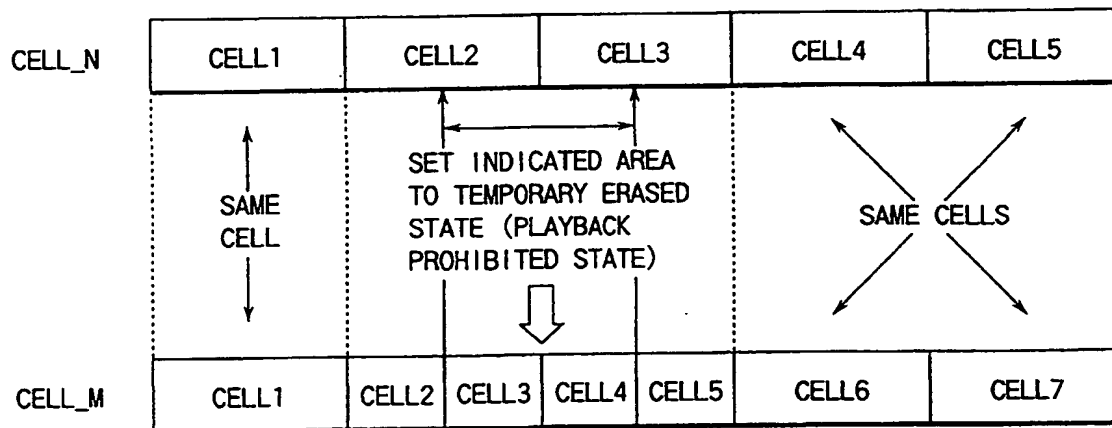 CELL_N CELL1 CELL2 CELL3 CELL4 CELL5
SET INDICATED AREA
TO TEMPORARY ERASED
STATE (PLAYBACK
PROHIBITED STATE)
SAME
CELL
SAME CELLS
CELL_M CELL1 CELL2 CELL3 CELL4 CELL5 CELL6 CELL7